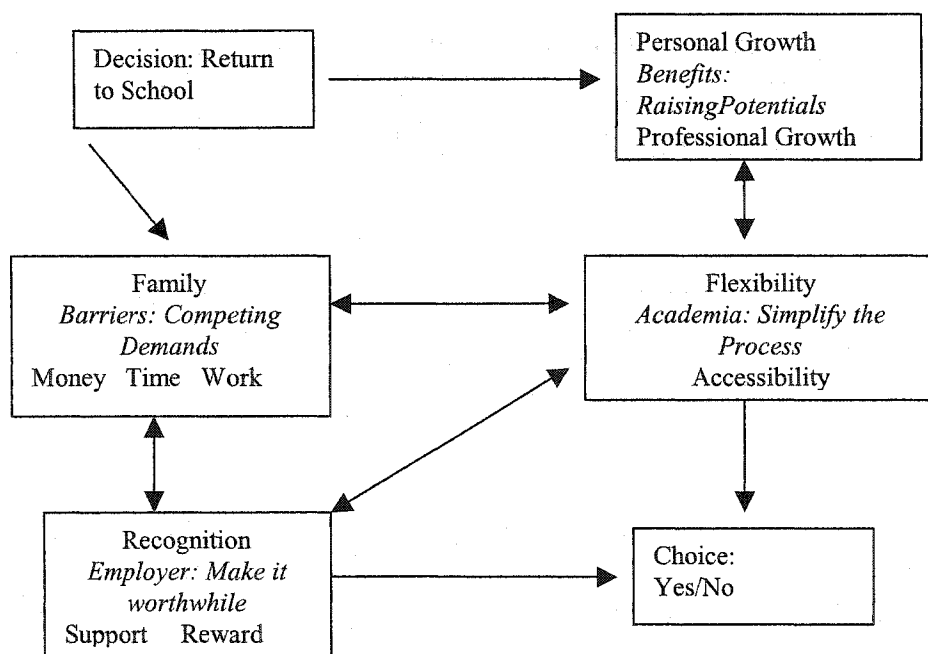 Decision: Return
to School
Personal Growth
Benefits:
RaisingPotentials
Professional Growth
Family
Barriers: Competing
Demands
Money Time Work
Flexibility
Academia: Simplify the
Process
Accessibility
Recognition
Employer: Make it
worthwhile
Support Reward
Choice:
Yes/No